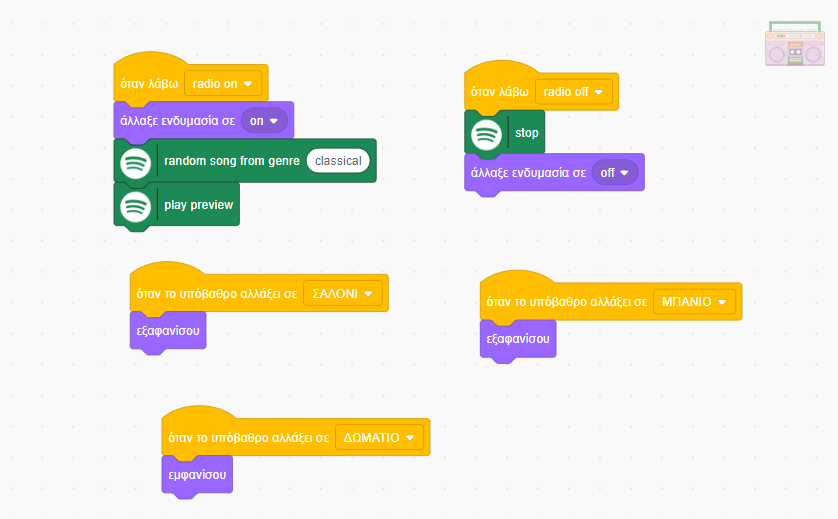 όταν λάβω radio on
άλλαξε ενδυμασία σε on
random song from genre classical
play preview
όταν λάβω radio off
stop
άλλαξε ενδυμασία σε off
όταν το υπόβαθρο αλλάξει σε ΣΑΛΟΝΙ
εξαφανίσου
όταν το υπόβαθρο αλλάξει σε ΜΠΑΝΙΟ
εξαφανίσου
όταν το υπόβαθρο αλλάξει σε ΔΩΜΑΤΙΟ
εμφανίσου